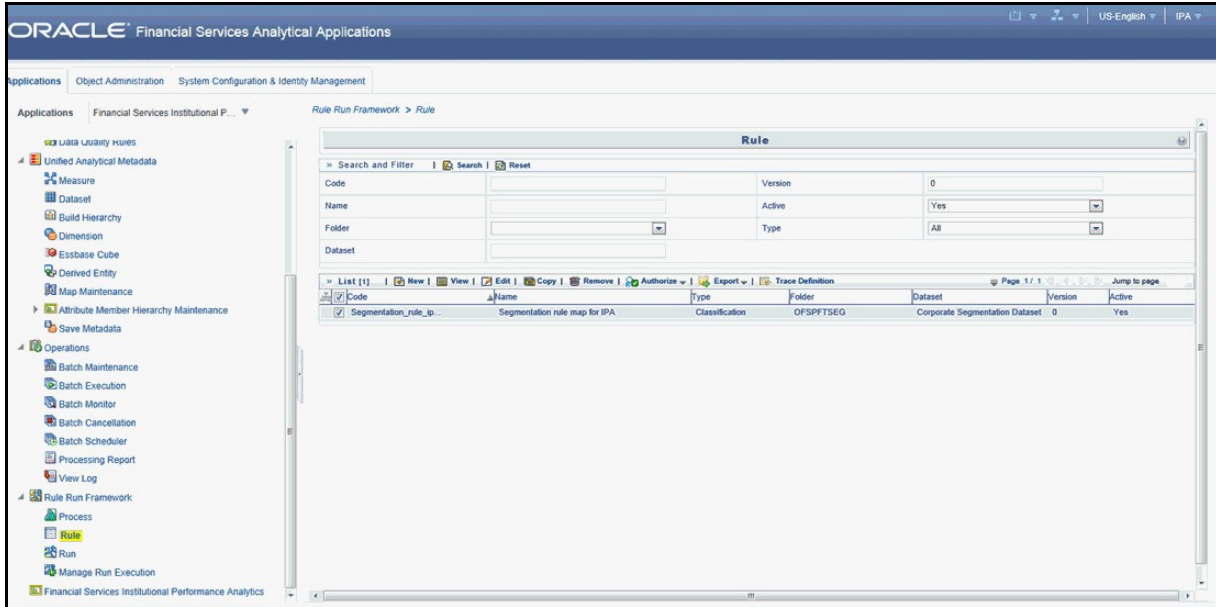 ORACLE Financial Services Analytical Applications
US-English
IPA
Applications
Object Administration
System Configuration & Identity Management
Applications
Financial Services Institutional P...
Data Quality Rules
Unified Analytical Metadata
Measure
Dataset
Build Hierarchy
Dimension
Essbase Cube
Derived Entity
Map Maintenance
Attribute Member Hierarchy Maintenance
Save Metadata
Operations
Batch Maintenance
Batch Execution
Batch Monitor
Batch Cancellation
Batch Scheduler
Processing Report
View Log
Rule Run Framework
Process
Rule
Run
Manage Run Execution
Financial Services Institutional Performance Analytics
Rule Run Framework > Rule
Rule
» Search and Filter | Search | Reset
Code Version 0
Name Active Yes
Folder Type All
Dataset
» List [1] | New | View | Edit | Copy | Remove | Authorize | Export | Trace Definition Page 1 / 1 Jump to page
Code Name Type Folder Dataset Version Active
Segmentation_rule_ip... Segmentation rule map for IPA Classification OFSPFTSEG Corporate Segmentation Dataset 0 Yes